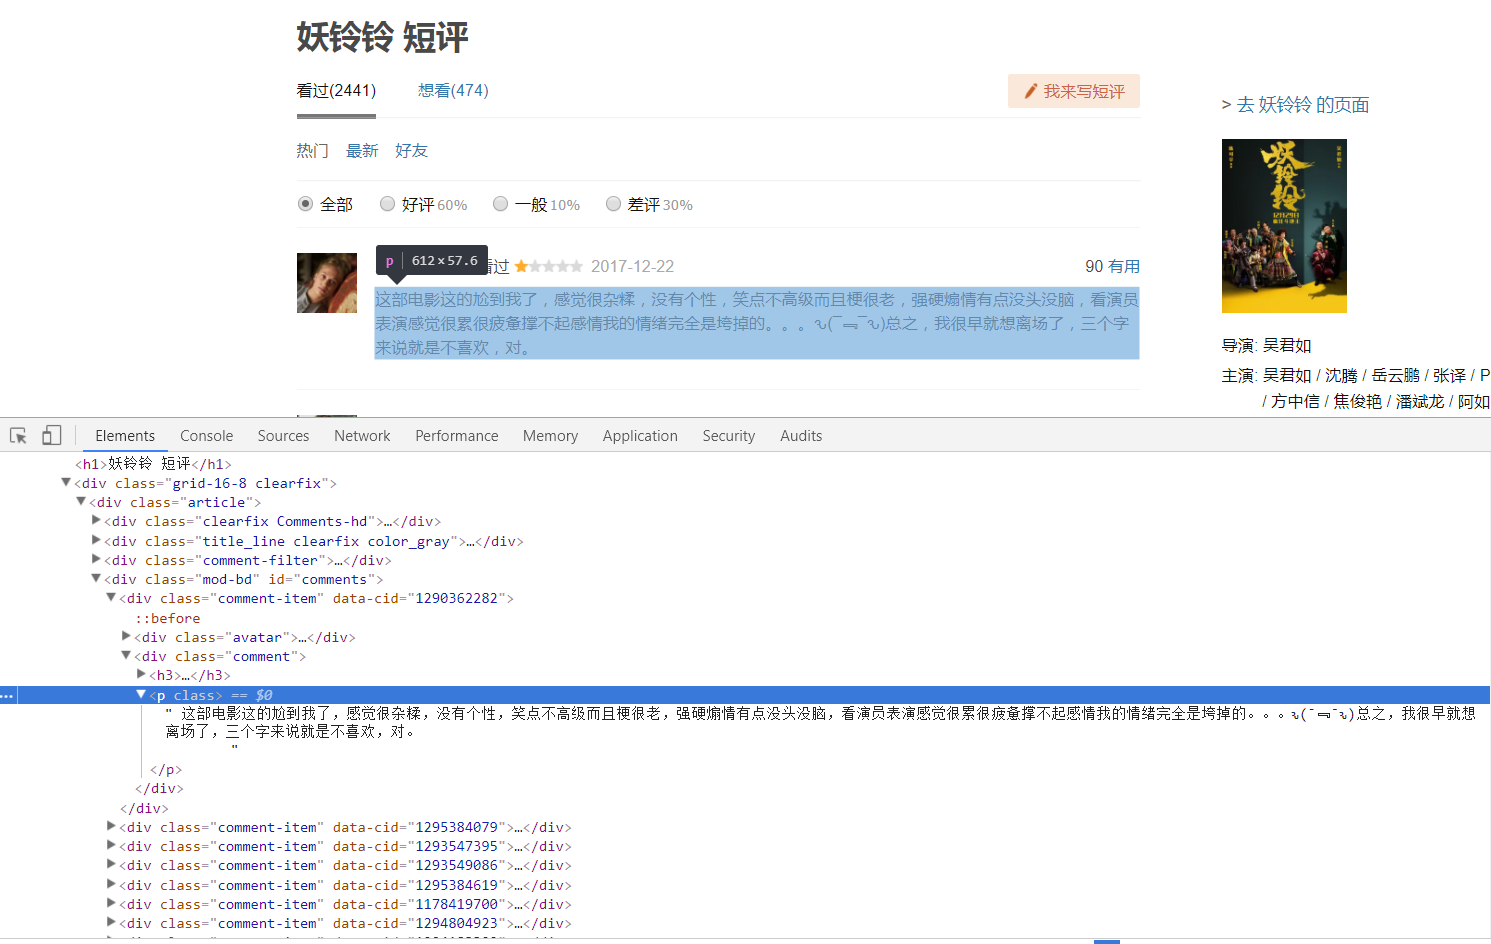 妖铃铃 短评
看过(2441) 想看(474) 我来写短评
> 去 妖铃铃 的页面
热门 最新 好友
全部 好评 60% 一般 10% 差评 30%
p 612×57.6 看过 2017-12-22 90 有用
这部电影这的尬到我了，感觉很杂糅，没有个性，笑点不高级而且梗很老，强硬煽情有点没头没脑，看演员
表演感觉很累很疲惫撑不起感情我的情绪完全是垮掉的。。。ԅ(¯﹃¯ԅ)总之，我很早就想离场了，三个字
来说就是不喜欢，对。
妖铃铃
12月29日
导演: 吴君如
主演: 吴君如 / 沈腾 / 岳云鹏 / 张译 / P
/ 方中信 / 焦俊艳 / 潘斌龙 / 阿如
Elements Console Sources Network Performance Memory Application Security Audits
<h1>妖铃铃 短评</h1>
<div class="grid-16-8 clearfix">
<div class="article">
<div class="clearfix Comments-hd">…</div>
<div class="title_line clearfix color_gray">…</div>
<div class="comment-filter">…</div>
<div class="mod-bd" id="comments">
<div class="comment-item" data-cid="1290362282">
::before
<div class="avatar">…</div>
<div class="comment">
<h3>…</h3>
<p class> == $0
" 这部电影这的尬到我了，感觉很杂糅，没有个性，笑点不高级而且梗很老，强硬煽情有点没头没脑，看演员表演感觉很累很疲惫撑不起感情我的情绪完全是垮掉的。。。ԅ(¯﹃¯ԅ)总之，我很早就想
离场了，三个字来说就是不喜欢，对。
"
</p>
</div>
</div>
<div class="comment-item" data-cid="1295384079">…</div>
<div class="comment-item" data-cid="1293547395">…</div>
<div class="comment-item" data-cid="1293549086">…</div>
<div class="comment-item" data-cid="1295384619">…</div>
<div class="comment-item" data-cid="1178419700">…</div>
<div class="comment-item" data-cid="1294804923">…</div>